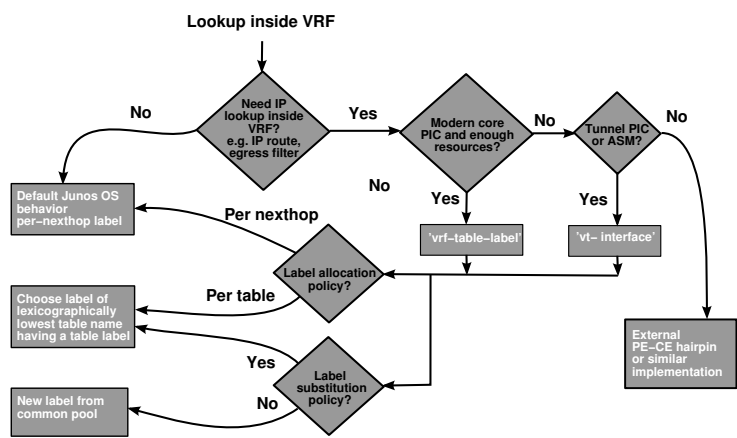 Lookup inside VRF
Need IP
lookup inside
VRF?
e.g. IP route,
egress filter
No
Yes
Modern core
PIC and enough
resources?
No
Tunnel PIC
or ASM?
No
No
Yes
Yes
Default Junos OS
behavior
per-nexthop label
'vrf-table-label'
'vt- interface'
Per nexthop
Label allocation
policy?
Per table
Choose label of
lexicographically
lowest table name
having a table label
External
PE-CE hairpin
or similar
implementation
Yes
Label
substitution
policy?
No
New label from
common pool